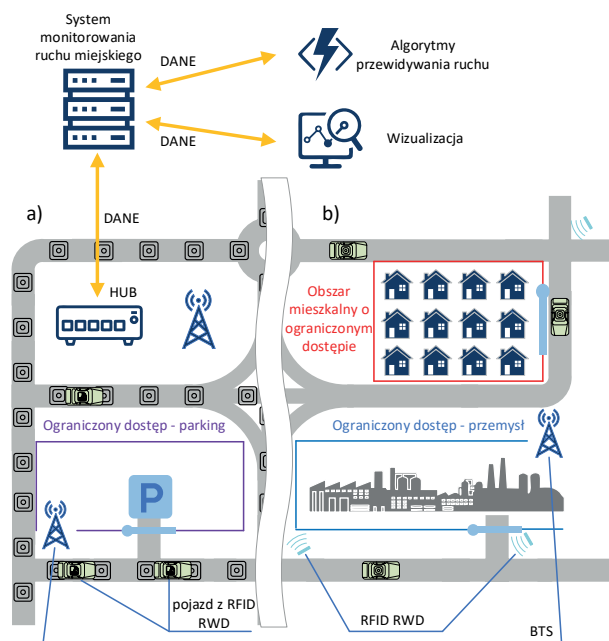 System
monitorowania
ruchu miejskiego
DANE
Algorytmy
przewidywania ruchu
DANE
Wizualizacja
a)
DANE
b)
HUB
Obszar
mieszkalny o
ograniczonym
dostępie
Ograniczony dostęp - parking
Ograniczony dostęp - przemysł
P
pojazd z RFID
RWD
RFID RWD
BTS